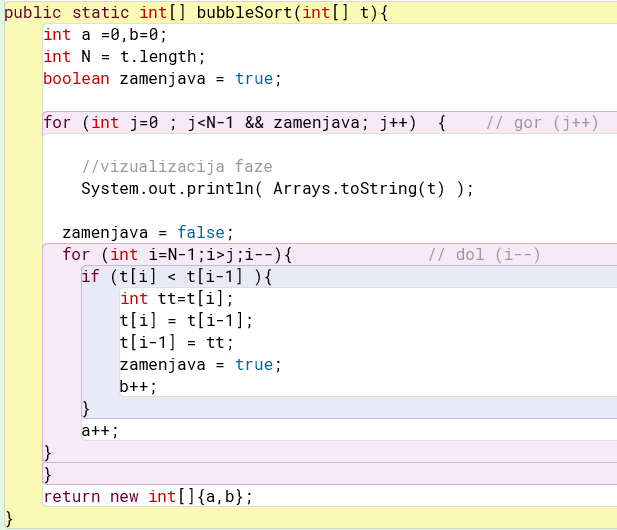 public static int[] bubbleSort(int[] t){
int a =0,b=0;
int N = t.length;
boolean zamenjava = true;
for (int j=0 ; j<N-1 && zamenjava; j++)  {    // gor (j++)
//vizualizacija faze
System.out.println( Arrays.toString(t) );
zamenjava = false;
for (int i=N-1;i>j;i--){              // dol (i--)
if (t[i] < t[i-1] ){
int tt=t[i];
t[i] = t[i-1];
t[i-1] = tt;
zamenjava = true;
b++;
}
a++;
}
}
return new int[]{a,b};
}